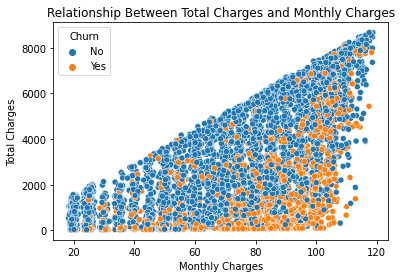 Relationship Between Total Charges and Monthly Charges
Churn
No
Yes
Total Charges
8000
6000
4000
2000
0
20
40
60
80
100
120
Monthly Charges